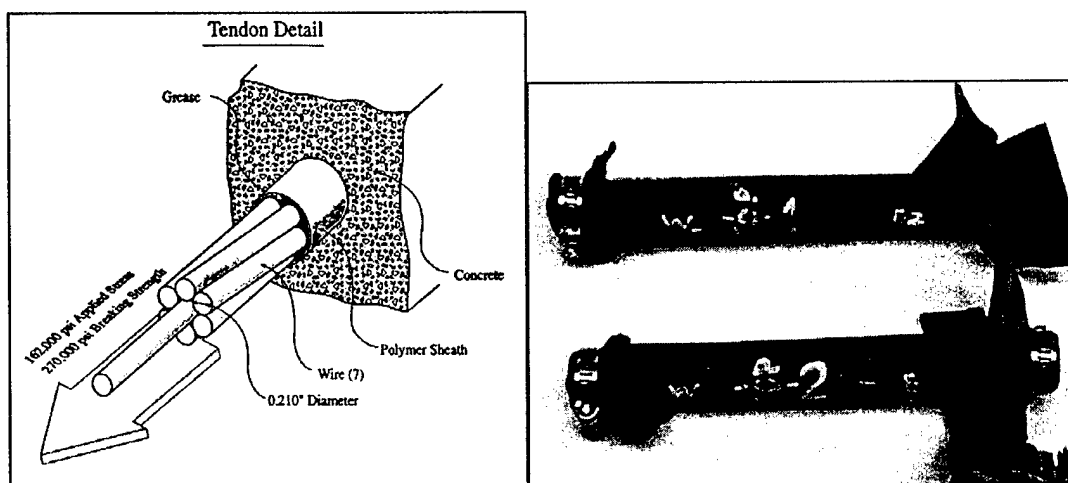 Tendon Detail
Grease
162,000 psi Applied Stress
270,000 psi Breaking Strength
Concrete
Polymer Sheath
Wire (7)
0.210" Diameter